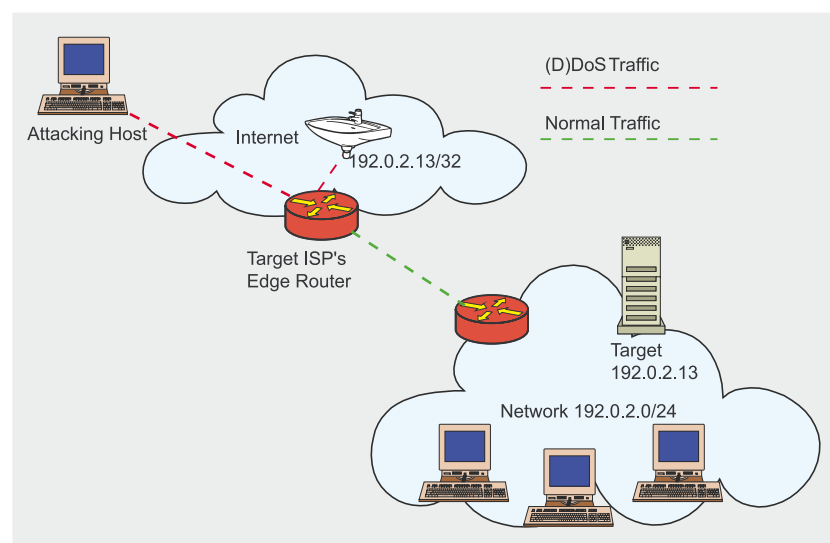 (D)DoS Traffic
Attacking Host
Internet
Normal Traffic
192.0.2.13/32
Target ISP's
Edge Router
Target
192.0.2.13
Network 192.0.2.0/24